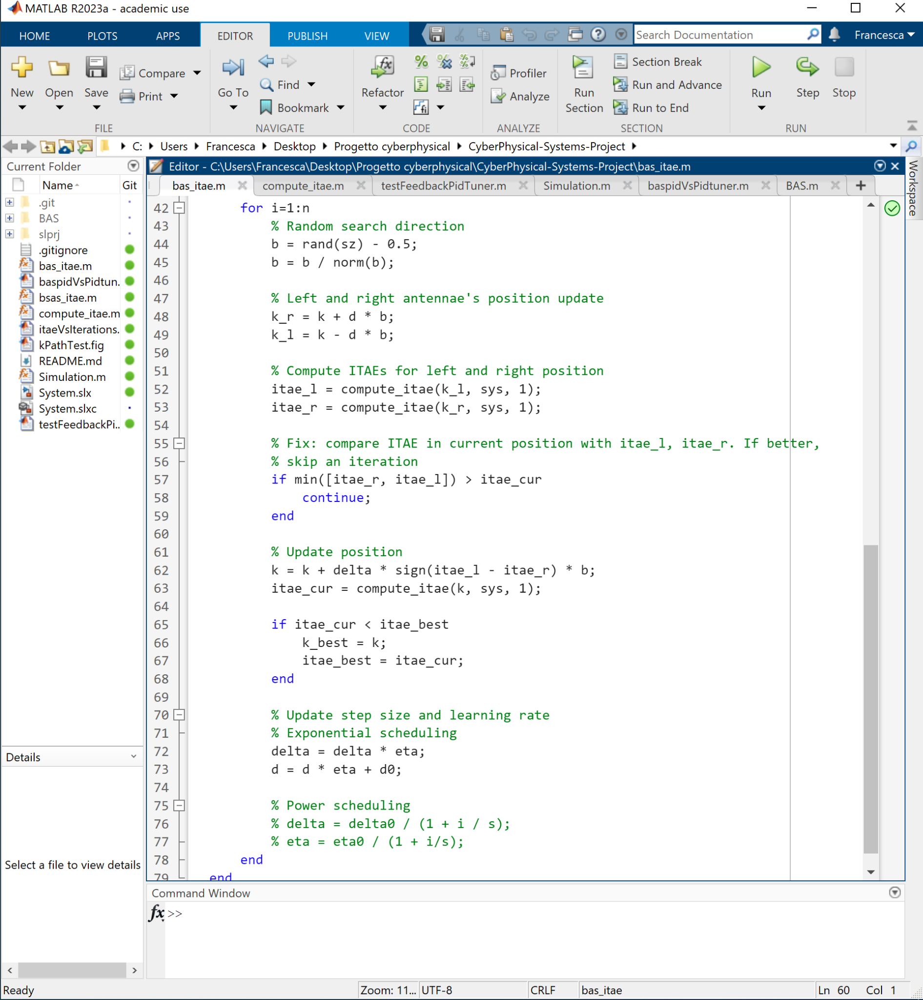 MATLAB R2023a - academic use
HOME PLOTS APPS EDITOR PUBLISH VIEW Search Documentation Francesca
New Open Save Compare Print
Go To Find Bookmark
Refactor
Profiler Analyze
Run Section Section Break Run and Advance Run to End
Run Step Stop
FILE NAVIGATE CODE ANALYZE SECTION RUN
C: Users Francesca Desktop Progetto cyberphysical CyberPhysical-Systems-Project
Current Folder
Name Git
.git
BAS
slprj
.gitignore
bas_itae.m
baspidVsPidtun.
bsas_itae.m
compute_itae.m
itaeVsIterations.
kPathTest.fig
README.md
Simulation.m
System.slx
System.slxc
testFeedbackPi..
Details
Select a file to view details
Editor - C:\Users\Francesca\Desktop\Progetto cyberphysical\CyberPhysical-Systems-Project\bas_itae.m
bas_itae.m compute_itae.m testFeedbackPidTuner.m Simulation.m baspidVsPidtuner.m BAS.m +
Workspace
42 for i=1:n
43 % Random search direction
44 b = rand(sz) - 0.5;
45 b = b / norm(b);
46
47 % Left and right antennae's position update
48 k_r = k + d * b;
49 k_l = k - d * b;
50
51 % Compute ITAEs for left and right position
52 itae_l = compute_itae(k_l, sys, 1);
53 itae_r = compute_itae(k_r, sys, 1);
54
55 % Fix: compare ITAE in current position with itae_l, itae_r. If better,
56 % skip an iteration
57 if min([itae_r, itae_l]) > itae_cur
58 continue;
59 end
60
61 % Update position
62 k = k + delta * sign(itae_l - itae_r) * b;
63 itae_cur = compute_itae(k, sys, 1);
64
65 if itae_cur < itae_best
66 k_best = k;
67 itae_best = itae_cur;
68 end
69
70 % Update step size and learning rate
71 % Exponential scheduling
72 delta = delta * eta;
73 d = d * eta + d0;
74
75 % Power scheduling
76 % delta = delta0 / (1 + i / s);
77 % eta = eta0 / (1 + i/s);
78 end
79 end
Command Window
fx >>
Ready Zoom: 11... UTF-8 CRLF bas_itae Ln 60 Col 1